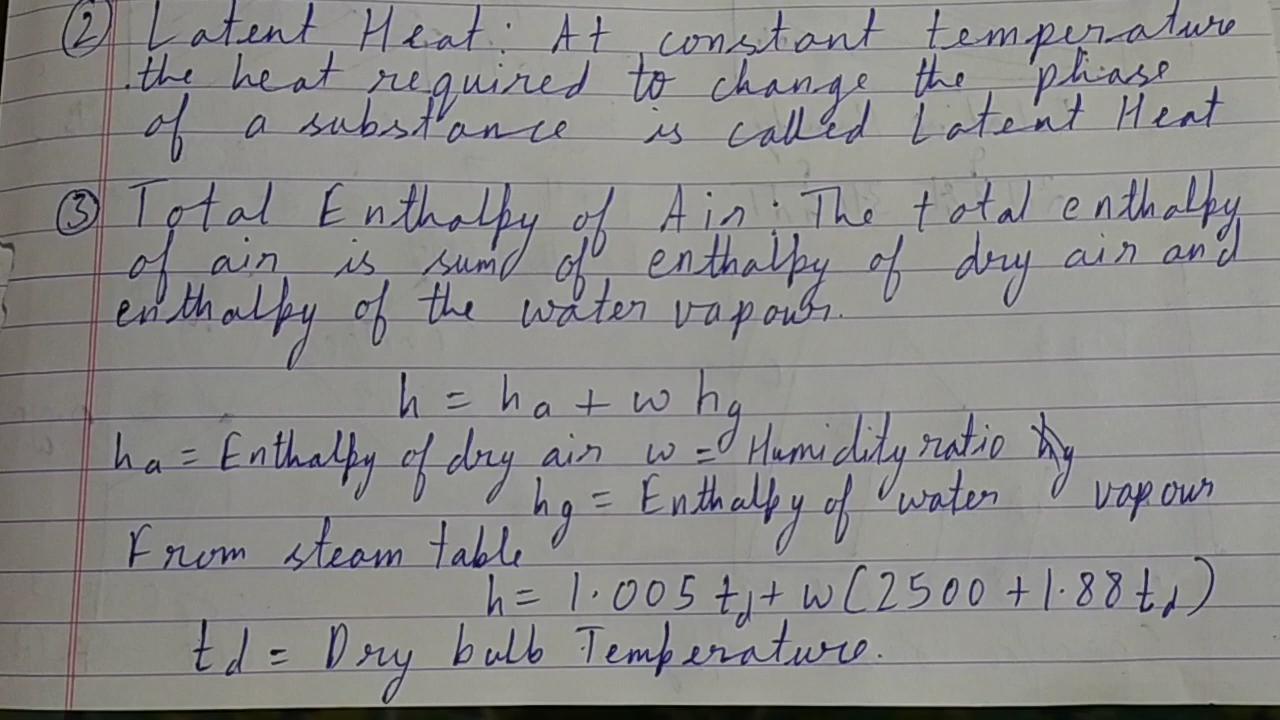 ② Latent Heat: At constant temperature
the heat required to change the phase
of a substance is called Latent Heat
③ Total Enthalpy of Air: The total enthalpy
of air is sum of enthalpy of dry air and
enthalpy of the water vapour.
h = ha + w hg
ha = Enthalpy of dry air w = Humidity ratio
hg = Enthalpy of water vapour
From steam table
h = 1.005 td + w (2500 + 1.88 td)
td = Dry bulb Temperature.